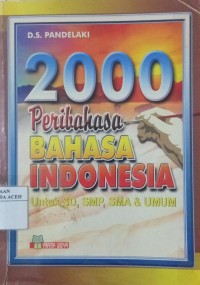 D.S. PANDELAKI
2000
Peribahasa
BAHASA
INDONESIA
Untuk SD, SMP, SMA & UMUM